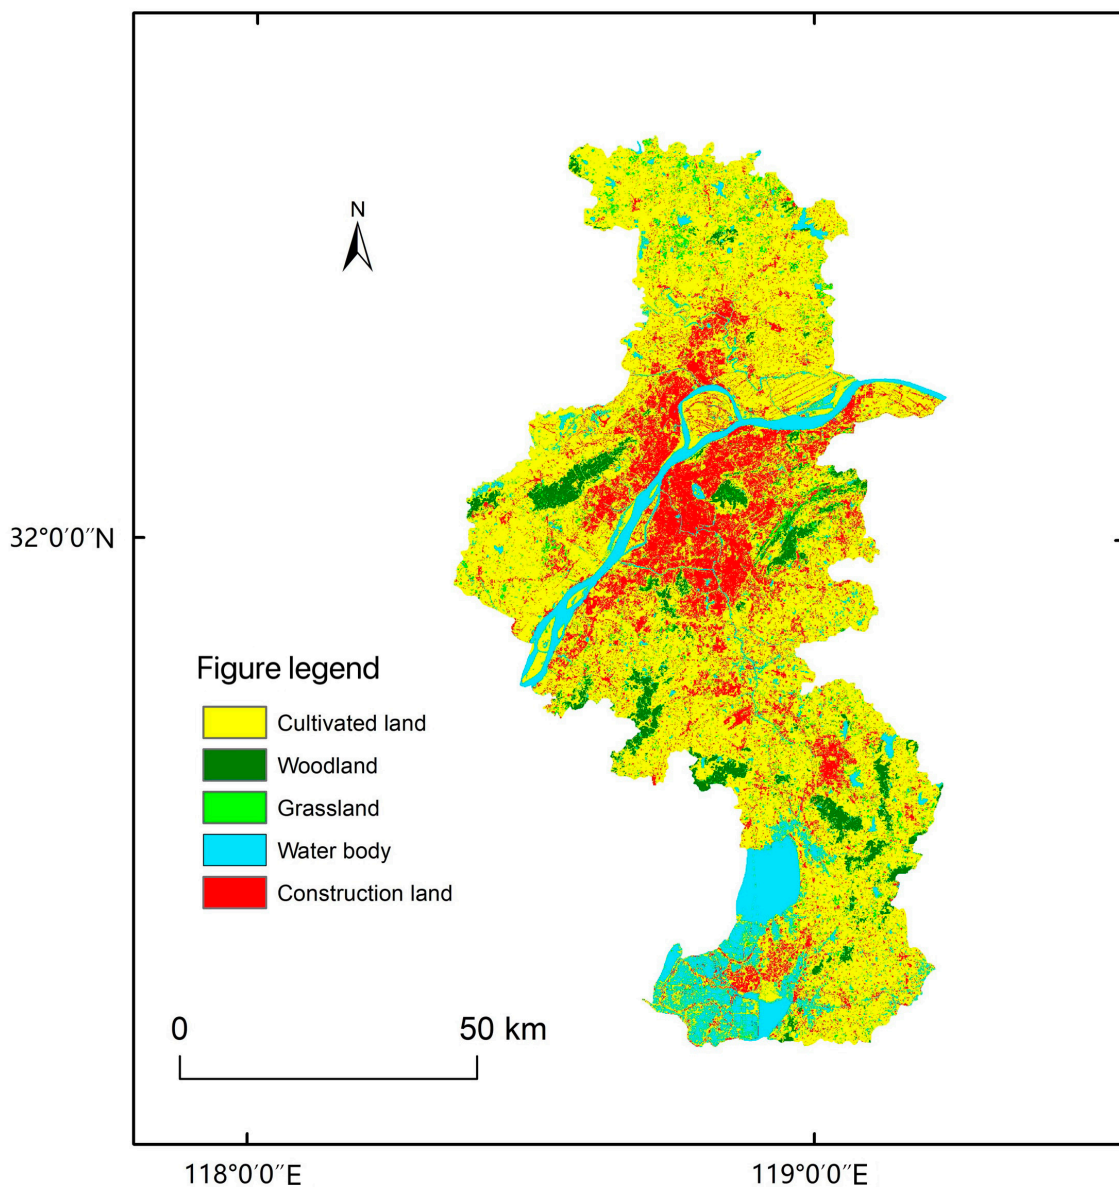 N
32°0′0″N
Figure legend
Cultivated land
Woodland
Grassland
Water body
Construction land
0 50 km
118°0′0″E 119°0′0″E